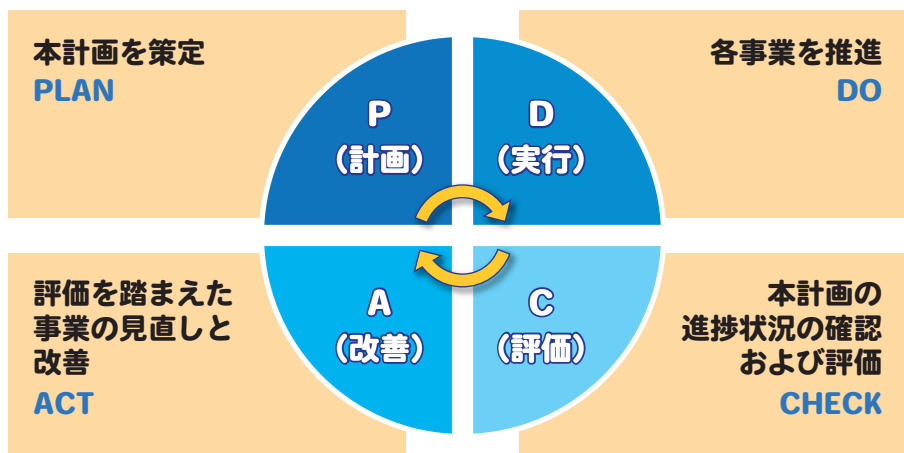 本計画を策定
PLAN
P
(計画)
各事業を推進
DO
D
(実行)
評価を踏まえた
事業の見直しと
改善
ACT
A
(改善)
本計画の
進捗状況の確認
および評価
CHECK
C
(評価)